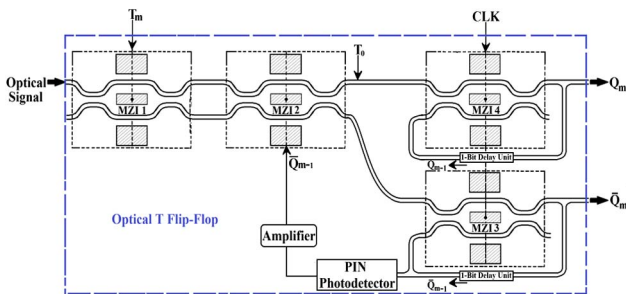 Tm
CLK
To
Optical
Signal
MZI 1
MZI 2
MZI 4
Qm
Q̅m-1
Qm-1
1-Bit Delay Unit
Q̅m
Optical T Flip-Flop
MZI 3
Amplifier
PIN
Photodetector
Q̅m-1
1-Bit Delay Unit